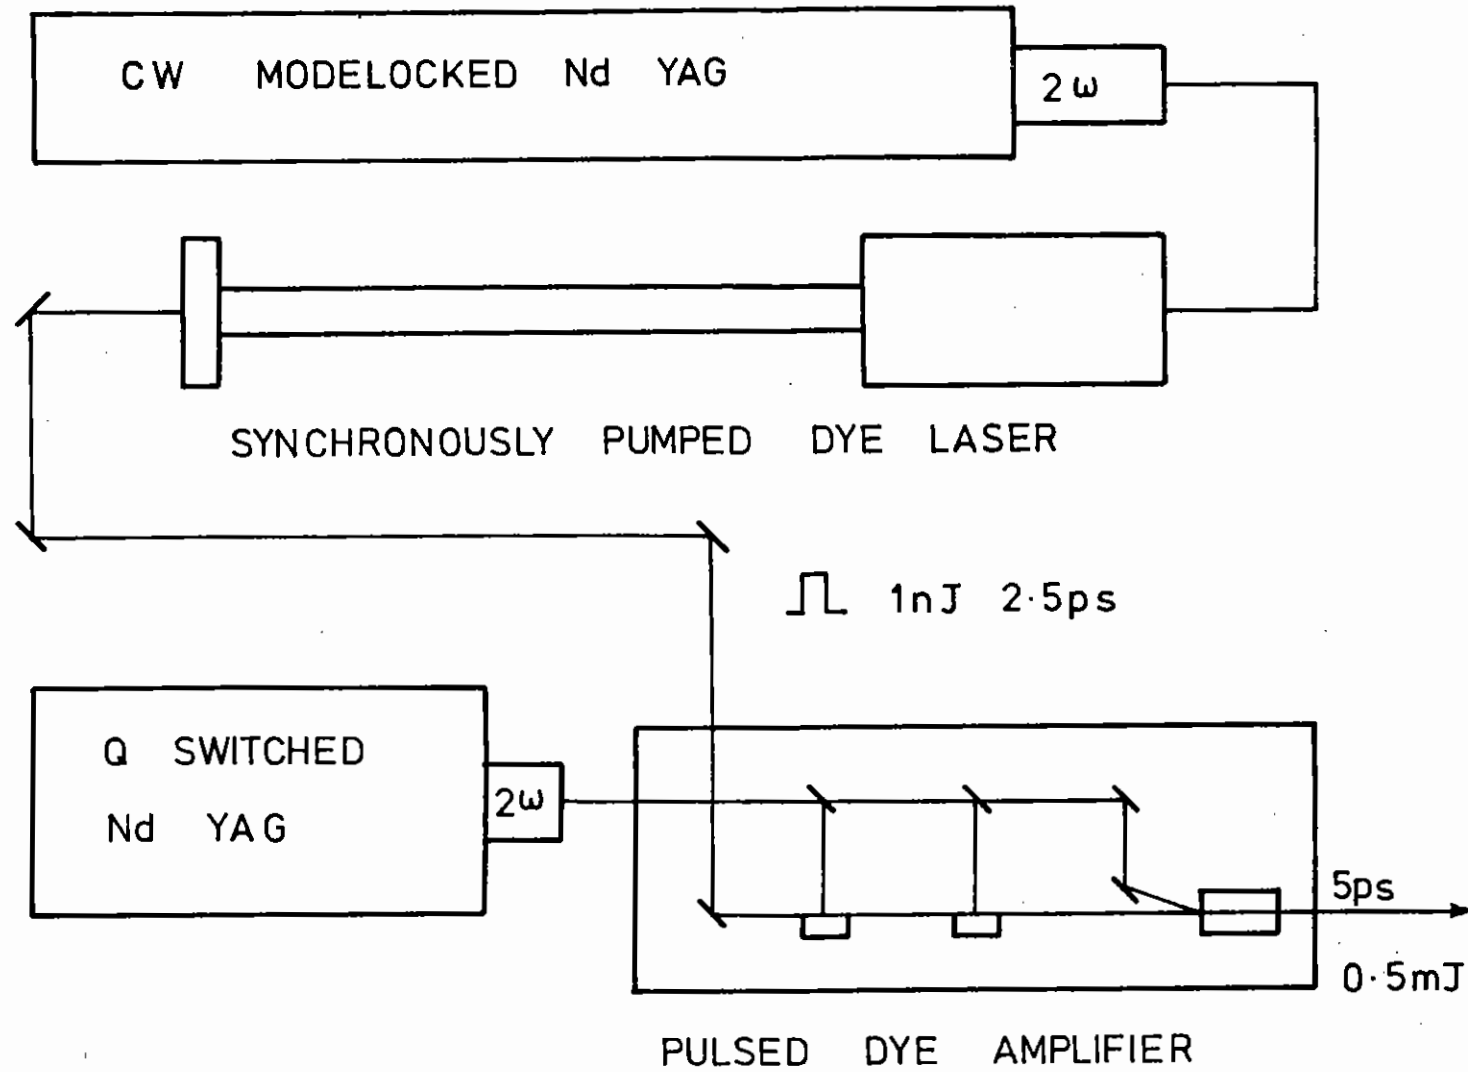 CW MODELOCKED Nd YAG
2ω
SYNCHRONOUSLY PUMPED DYE LASER
1nJ 2·5ps
Q SWITCHED
Nd YAG
2ω
5ps
0·5mJ
PULSED DYE AMPLIFIER